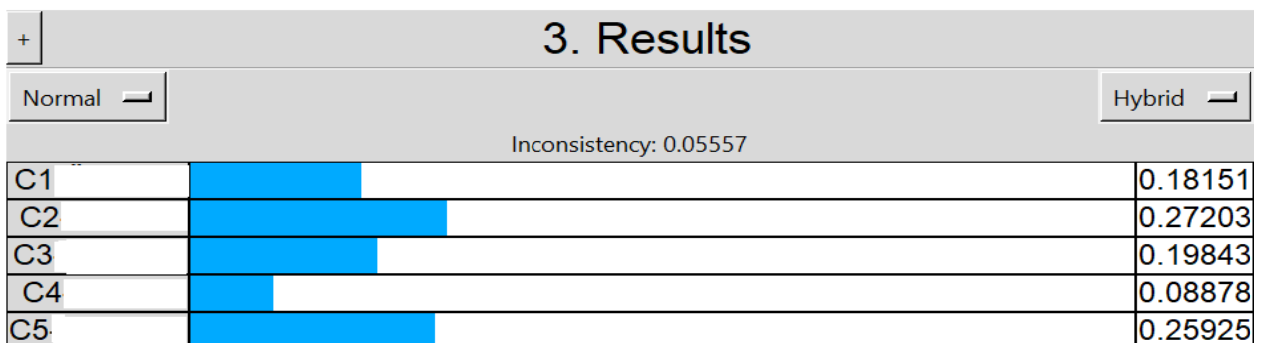 + 3. Results
Normal Hybrid
Inconsistency: 0.05557
C1 0.18151
C2 0.27203
C3 0.19843
C4 0.08878
C5 0.25925